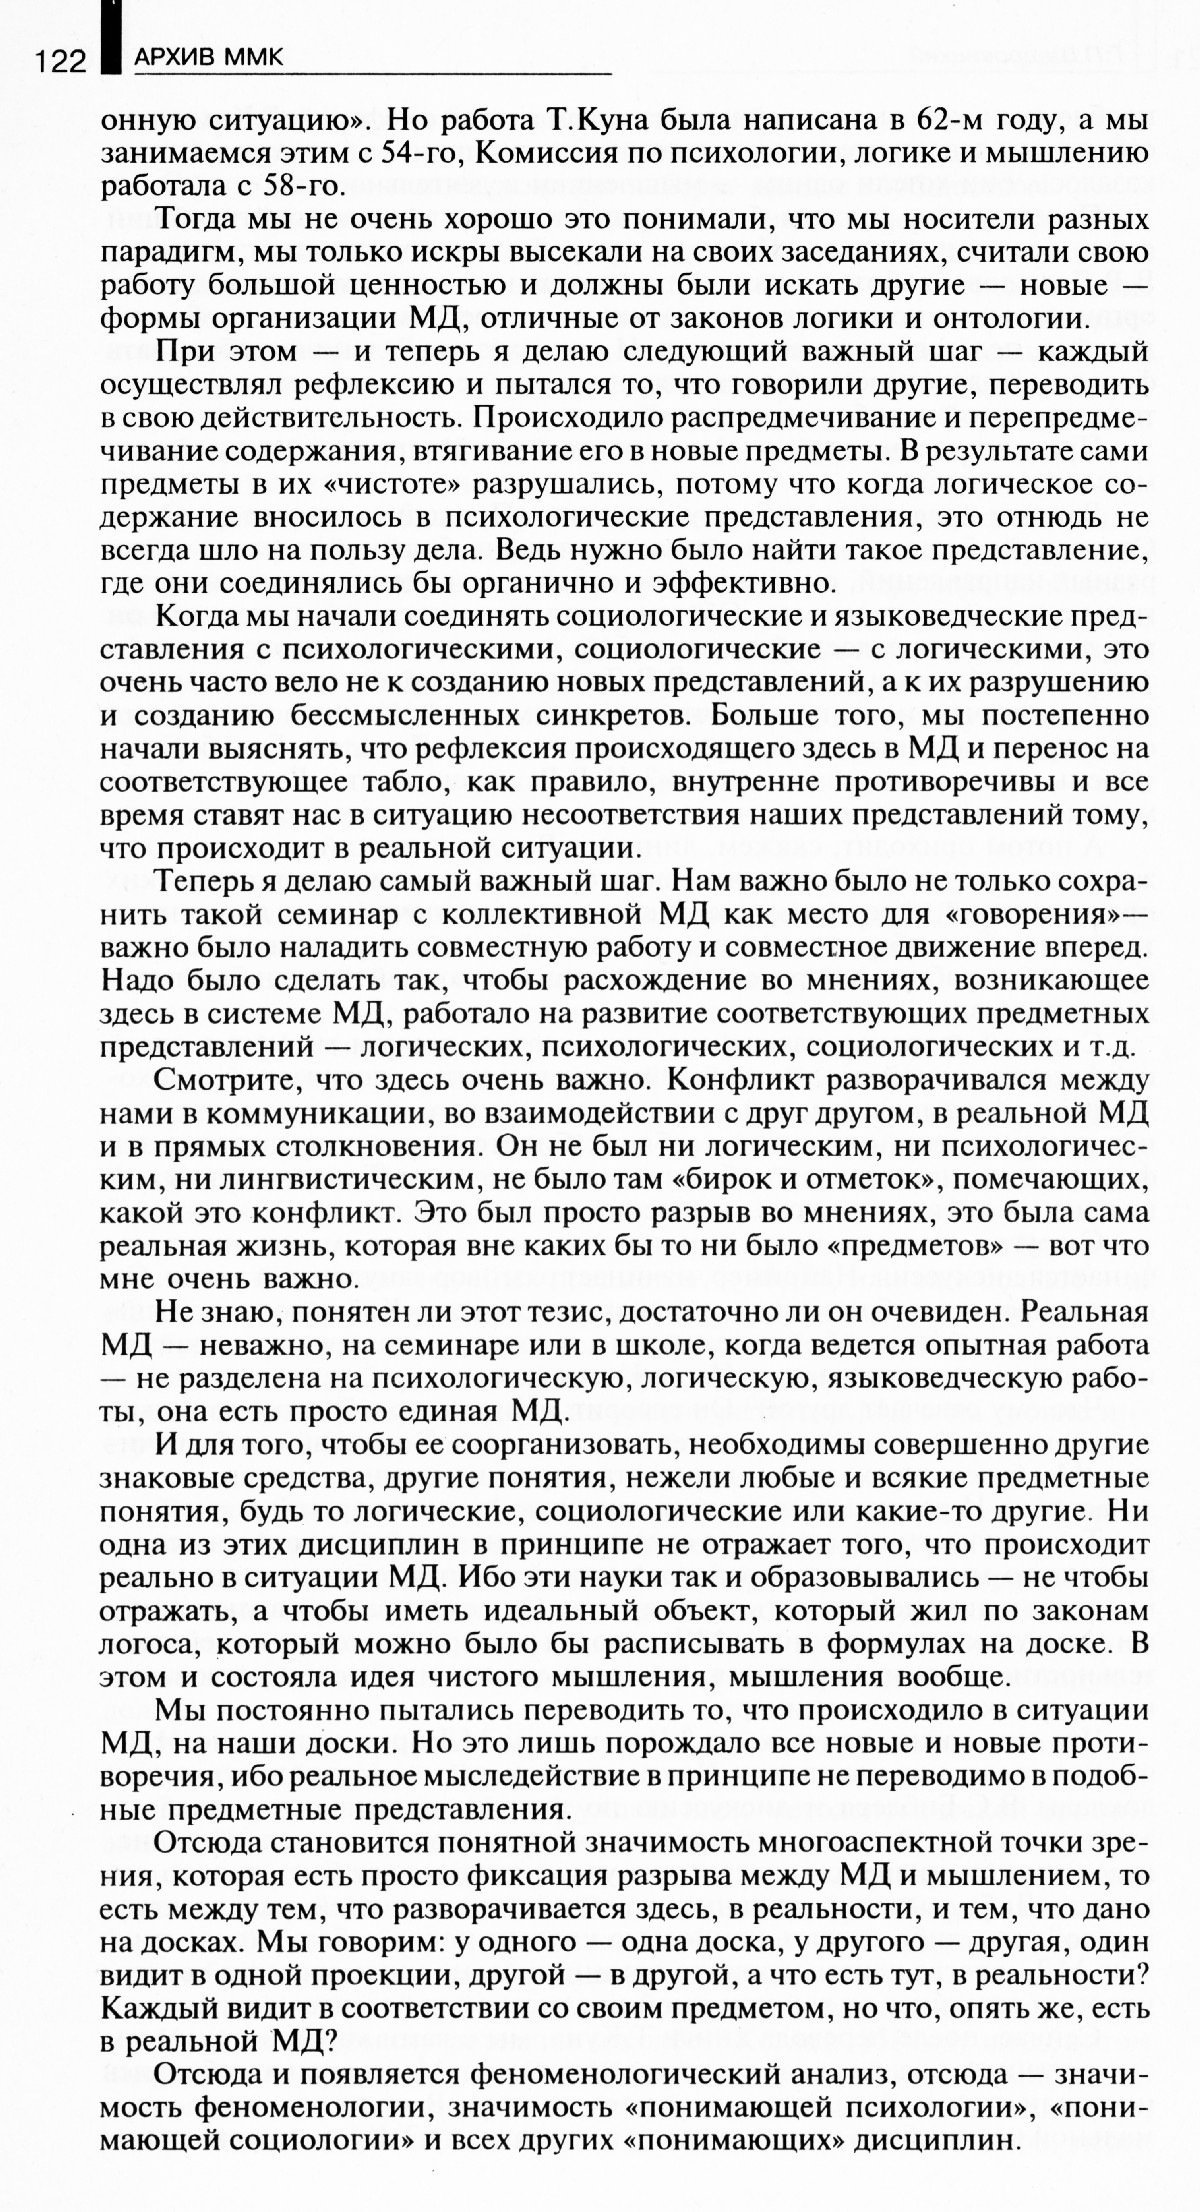 122 АРХИВ ММК
онную ситуацию». Но работа Т.Куна была написана в 62-м году, а мы
занимаемся этим с 54-го, Комиссия по психологии, логике и мышлению
работала с 58-го.
Тогда мы не очень хорошо это понимали, что мы носители разных
парадигм, мы только искры высекали на своих заседаниях, считали свою
работу большой ценностью и должны были искать другие — новые —
формы организации МД, отличные от законов логики и онтологии.
При этом — и теперь я делаю следующий важный шаг — каждый
осуществлял рефлексию и пытался то, что говорили другие, переводить
в свою действительность. Происходило распредмечивание и перепредме-
чивание содержания, втягивание его в новые предметы. В результате сами
предметы в их «чистоте» разрушались, потому что когда логическое со-
держание вносилось в психологические представления, это отнюдь не
всегда шло на пользу дела. Ведь нужно было найти такое представление,
где они соединялись бы органично и эффективно.
Когда мы начали соединять социологические и языковедческие пред-
ставления с психологическими, социологические — с логическими, это
очень часто вело не к созданию новых представлений, а к их разрушению
и созданию бессмысленных синкретов. Больше того, мы постепенно
начали выяснять, что рефлексия происходящего здесь в МД и перенос на
соответствующее табло, как правило, внутренне противоречивы и все
время ставят нас в ситуацию несоответствия наших представлений тому,
что происходит в реальной ситуации.
Теперь я делаю самый важный шаг. Нам важно было не только сохра-
нить такой семинар с коллективной МД как место для «говорения»—
важно было наладить совместную работу и совместное движение вперед.
Надо было сделать так, чтобы расхождение во мнениях, возникающее
здесь в системе МД, работало на развитие соответствующих предметных
представлений — логических, психологических, социологических и т.д.
Смотрите, что здесь очень важно. Конфликт разворачивался между
нами в коммуникации, во взаимодействии с друг другом, в реальной МД
и в прямых столкновения. Он не был ни логическим, ни психологичес-
ким, ни лингвистическим, не было там «бирок и отметок», помечающих,
какой это конфликт. Это был просто разрыв во мнениях, это была сама
реальная жизнь, которая вне каких бы то ни было «предметов» — вот что
мне очень важно.
Не знаю, понятен ли этот тезис, достаточно ли он очевиден. Реальная
МД — неважно, на семинаре или в школе, когда ведется опытная работа
— не разделена на психологическую, логическую, языковедческую рабо-
ты, она есть просто единая МД.
И для того, чтобы ее соорганизовать, необходимы совершенно другие
знаковые средства, другие понятия, нежели любые и всякие предметные
понятия, будь то логические, социологические или какие-то другие. Ни
одна из этих дисциплин в принципе не отражает того, что происходит
реально в ситуации МД. Ибо эти науки так и образовывались — не чтобы
отражать, а чтобы иметь идеальный объект, который жил по законам
логоса, который можно было бы расписывать в формулах на доске. В
этом и состояла идея чистого мышления, мышления вообще.
Мы постоянно пытались переводить то, что происходило в ситуации
МД, на наши доски. Но это лишь порождало все новые и новые проти-
воречия, ибо реальное мыследействие в принципе не переводимо в подоб-
ные предметные представления.
Отсюда становится понятной значимость многоаспектной точки зре-
ния, которая есть просто фиксация разрыва между МД и мышлением, то
есть между тем, что разворачивается здесь, в реальности, и тем, что дано
на досках. Мы говорим: у одного — одна доска, у другого — другая, один
видит в одной проекции, другой — в другой, а что есть тут, в реальности?
Каждый видит в соответствии со своим предметом, но что, опять же, есть
в реальной МД?
Отсюда и появляется феноменологический анализ, отсюда — значи-
мость феноменологии, значимость «понимающей психологии», «пони-
мающей социологии» и всех других «понимающих» дисциплин.